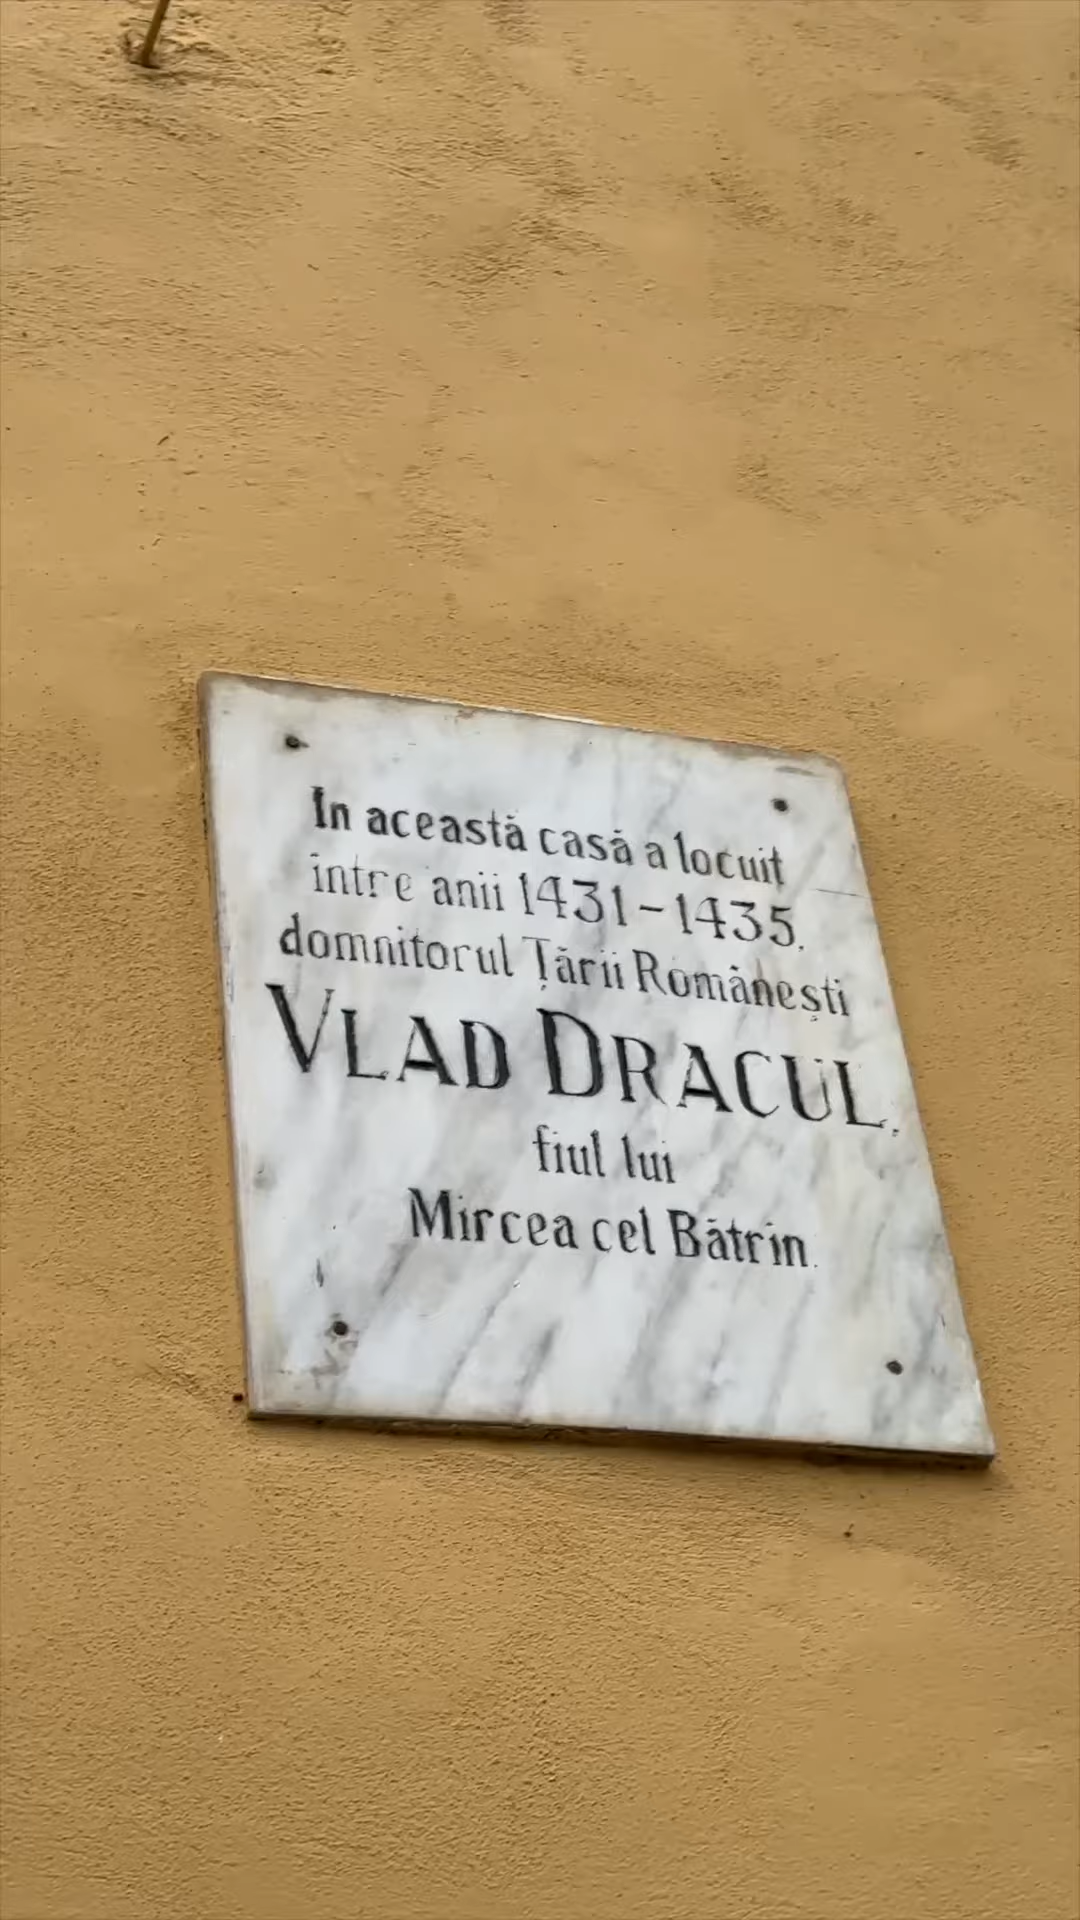 In această casă a locuit
intre anii 1431-1435.
domnitorul Țării Românești
VLAD DRACUL.
fiul lui
Mircea cel Bătrin.